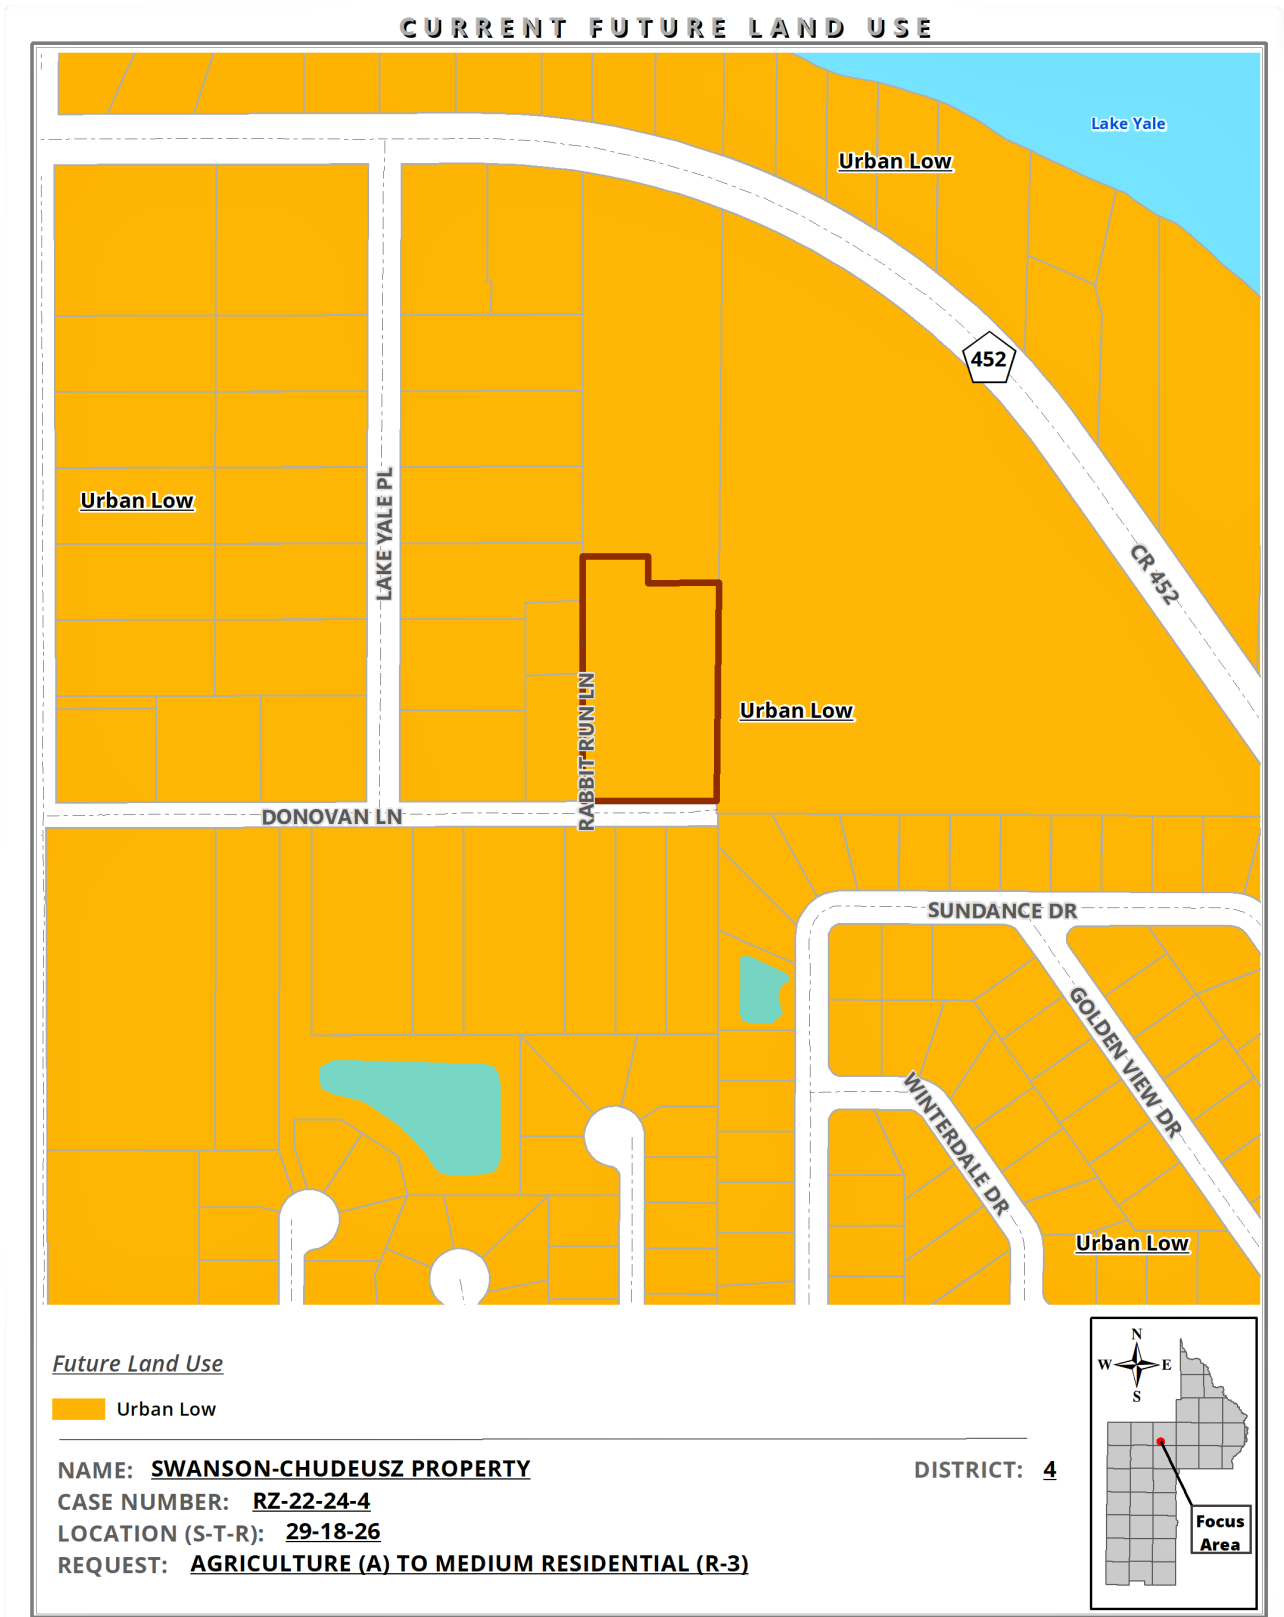 CURRENT FUTURE LAND USE
Lake Yale
Urban Low
452
Urban Low
LAKE YALE PL
CR 452
RABBIT RUN LN
Urban Low
DONOVAN LN
SUNDANCE DR
GOLDEN VIEW DR
WINTERDALE DR
Urban Low
Future Land Use
Urban Low
NAME: SWANSON-CHUDEUSZ PROPERTY
DISTRICT: 4
CASE NUMBER: RZ-22-24-4
LOCATION (S-T-R): 29-18-26
REQUEST: AGRICULTURE (A) TO MEDIUM RESIDENTIAL (R-3)
N
W E
S
Focus
Area